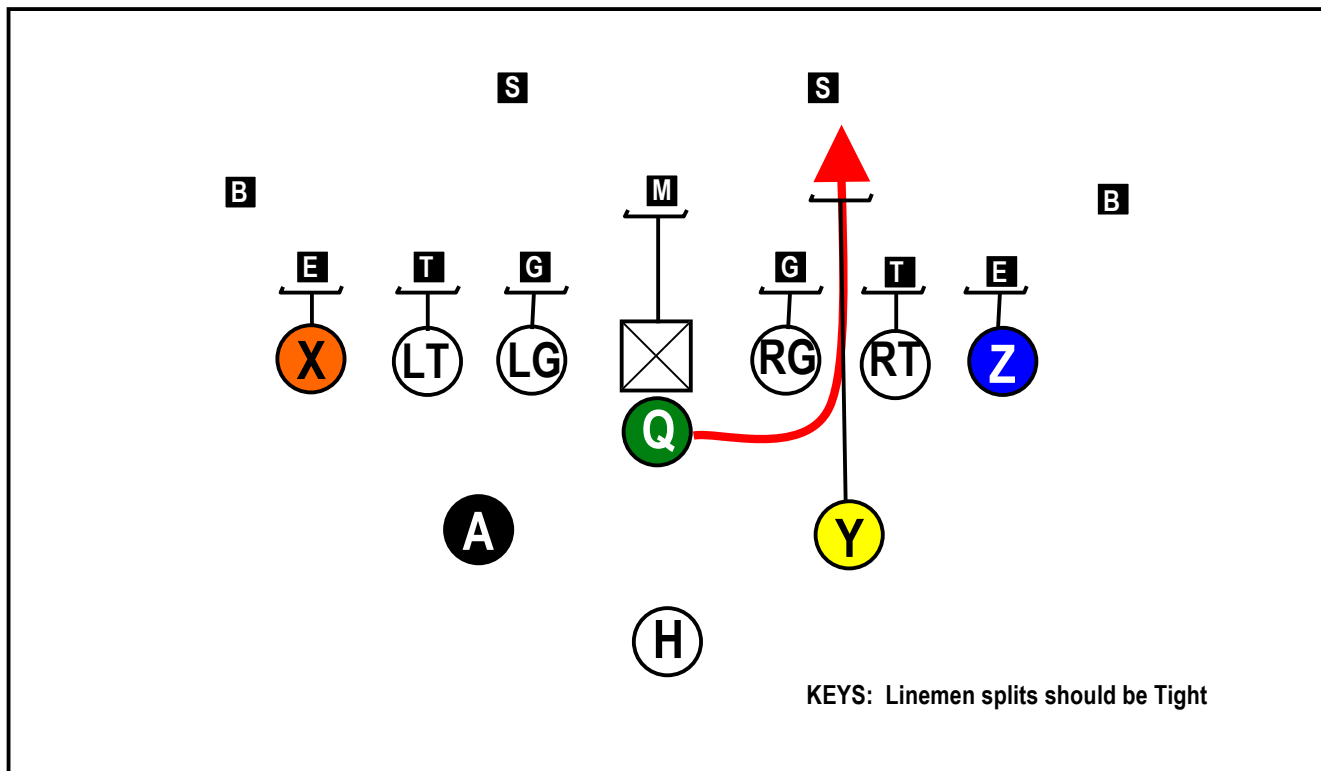 S S
B M B
E T G G T E
X LT LG RG RT Z
Q
A Y
H
KEYS: Linemen splits should be Tight